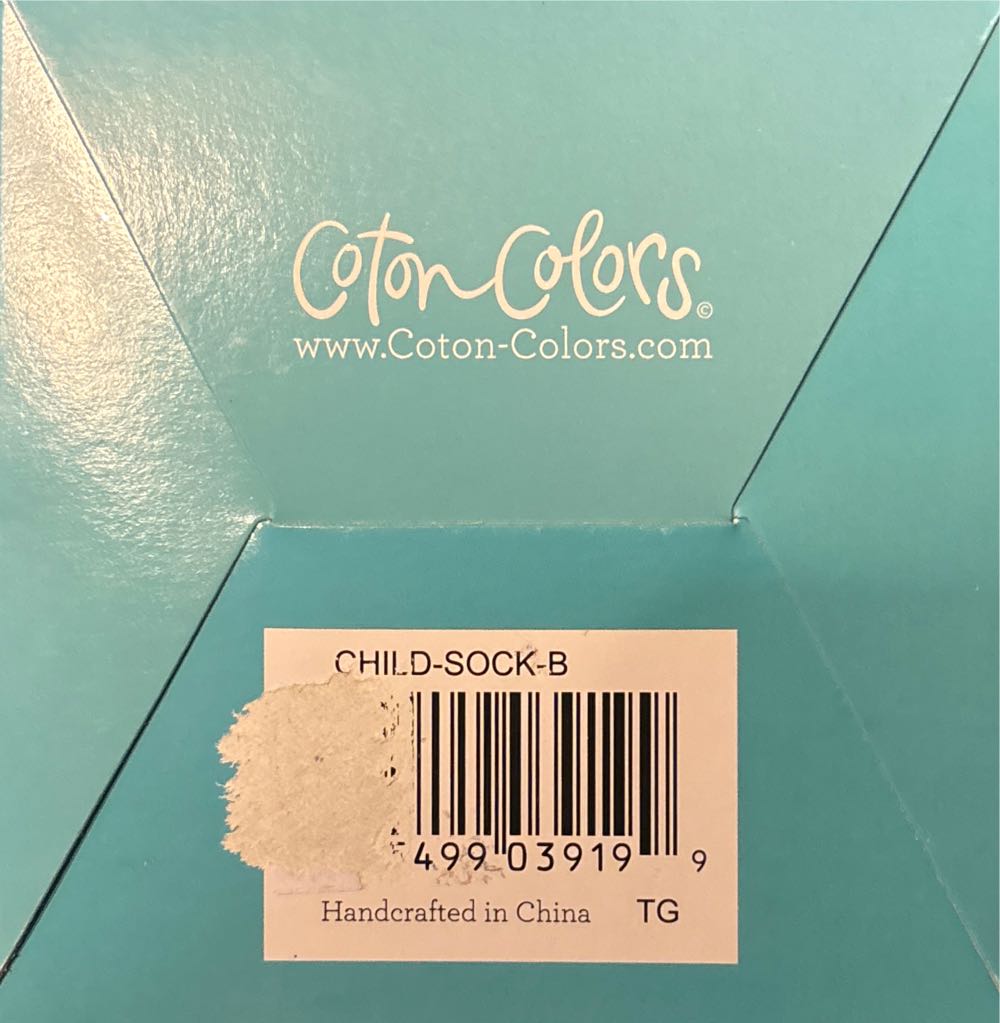 Coton Colors©
www.Coton-Colors.com
CHILD-SOCK-B
499 03919 9
Handcrafted in China TG